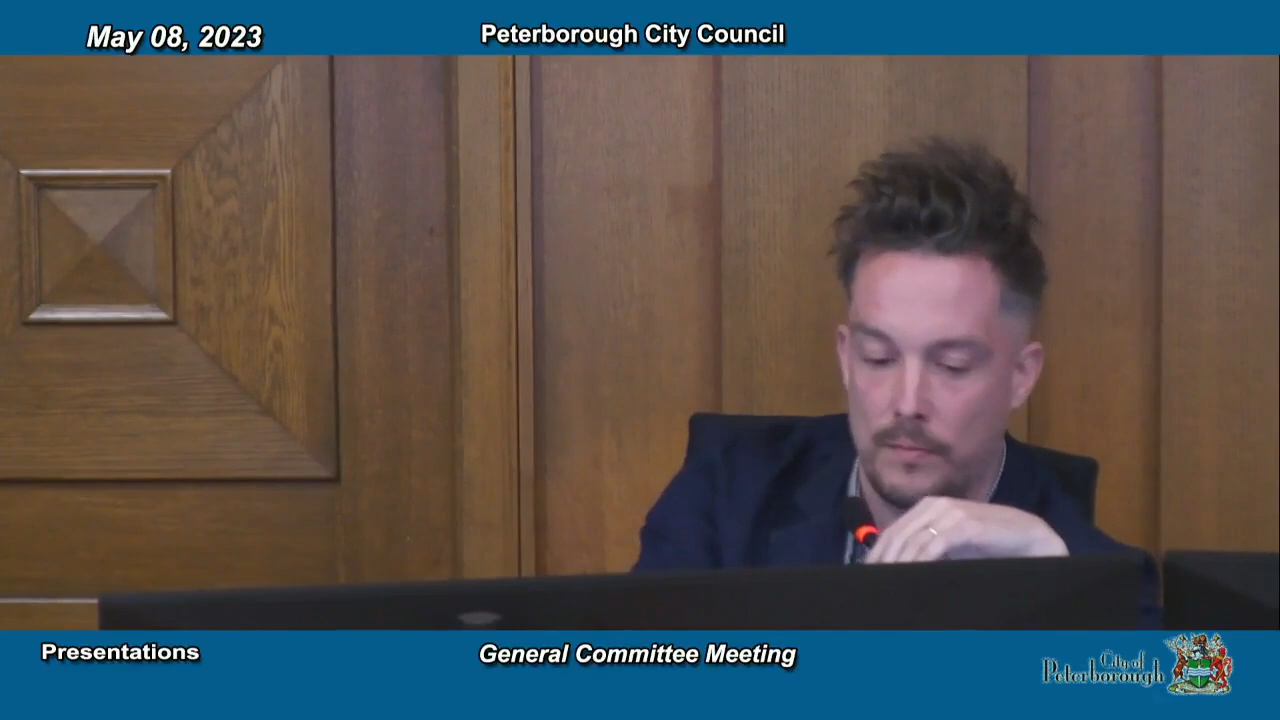 May 08, 2023
Peterborough City Council
Presentations
General Committee Meeting
City of
Peterborough